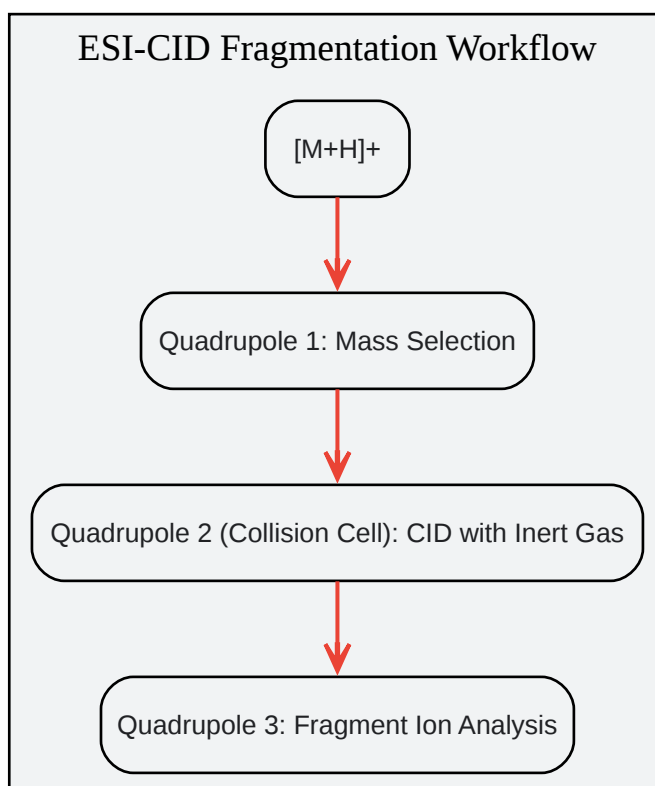 ESI-CID Fragmentation Workflow
[M+H]+
Quadrupole 1: Mass Selection
Quadrupole 2 (Collision Cell): CID with Inert Gas
Quadrupole 3: Fragment Ion Analysis